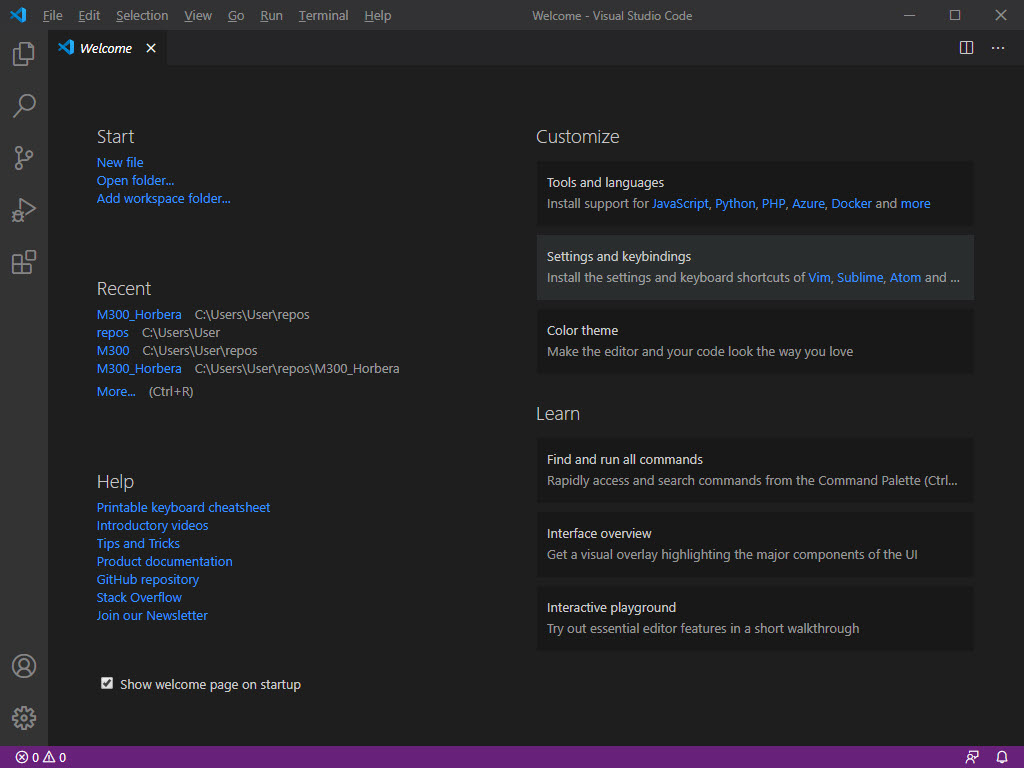 File Edit Selection View Go Run Terminal Help Welcome - Visual Studio Code
Welcome
Start
New file
Open folder...
Add workspace folder...
Recent
M300_Horbera C:\Users\User\repos
repos C:\Users\User
M300 C:\Users\User\repos
M300_Horbera C:\Users\User\repos\M300_Horbera
More... (Ctrl+R)
Help
Printable keyboard cheatsheet
Introductory videos
Tips and Tricks
Product documentation
GitHub repository
Stack Overflow
Join our Newsletter
Show welcome page on startup
Customize
Tools and languages
Install support for JavaScript, Python, PHP, Azure, Docker and more
Settings and keybindings
Install the settings and keyboard shortcuts of Vim, Sublime, Atom and ...
Color theme
Make the editor and your code look the way you love
Learn
Find and run all commands
Rapidly access and search commands from the Command Palette (Ctrl...
Interface overview
Get a visual overlay highlighting the major components of the UI
Interactive playground
Try out essential editor features in a short walkthrough
0 0